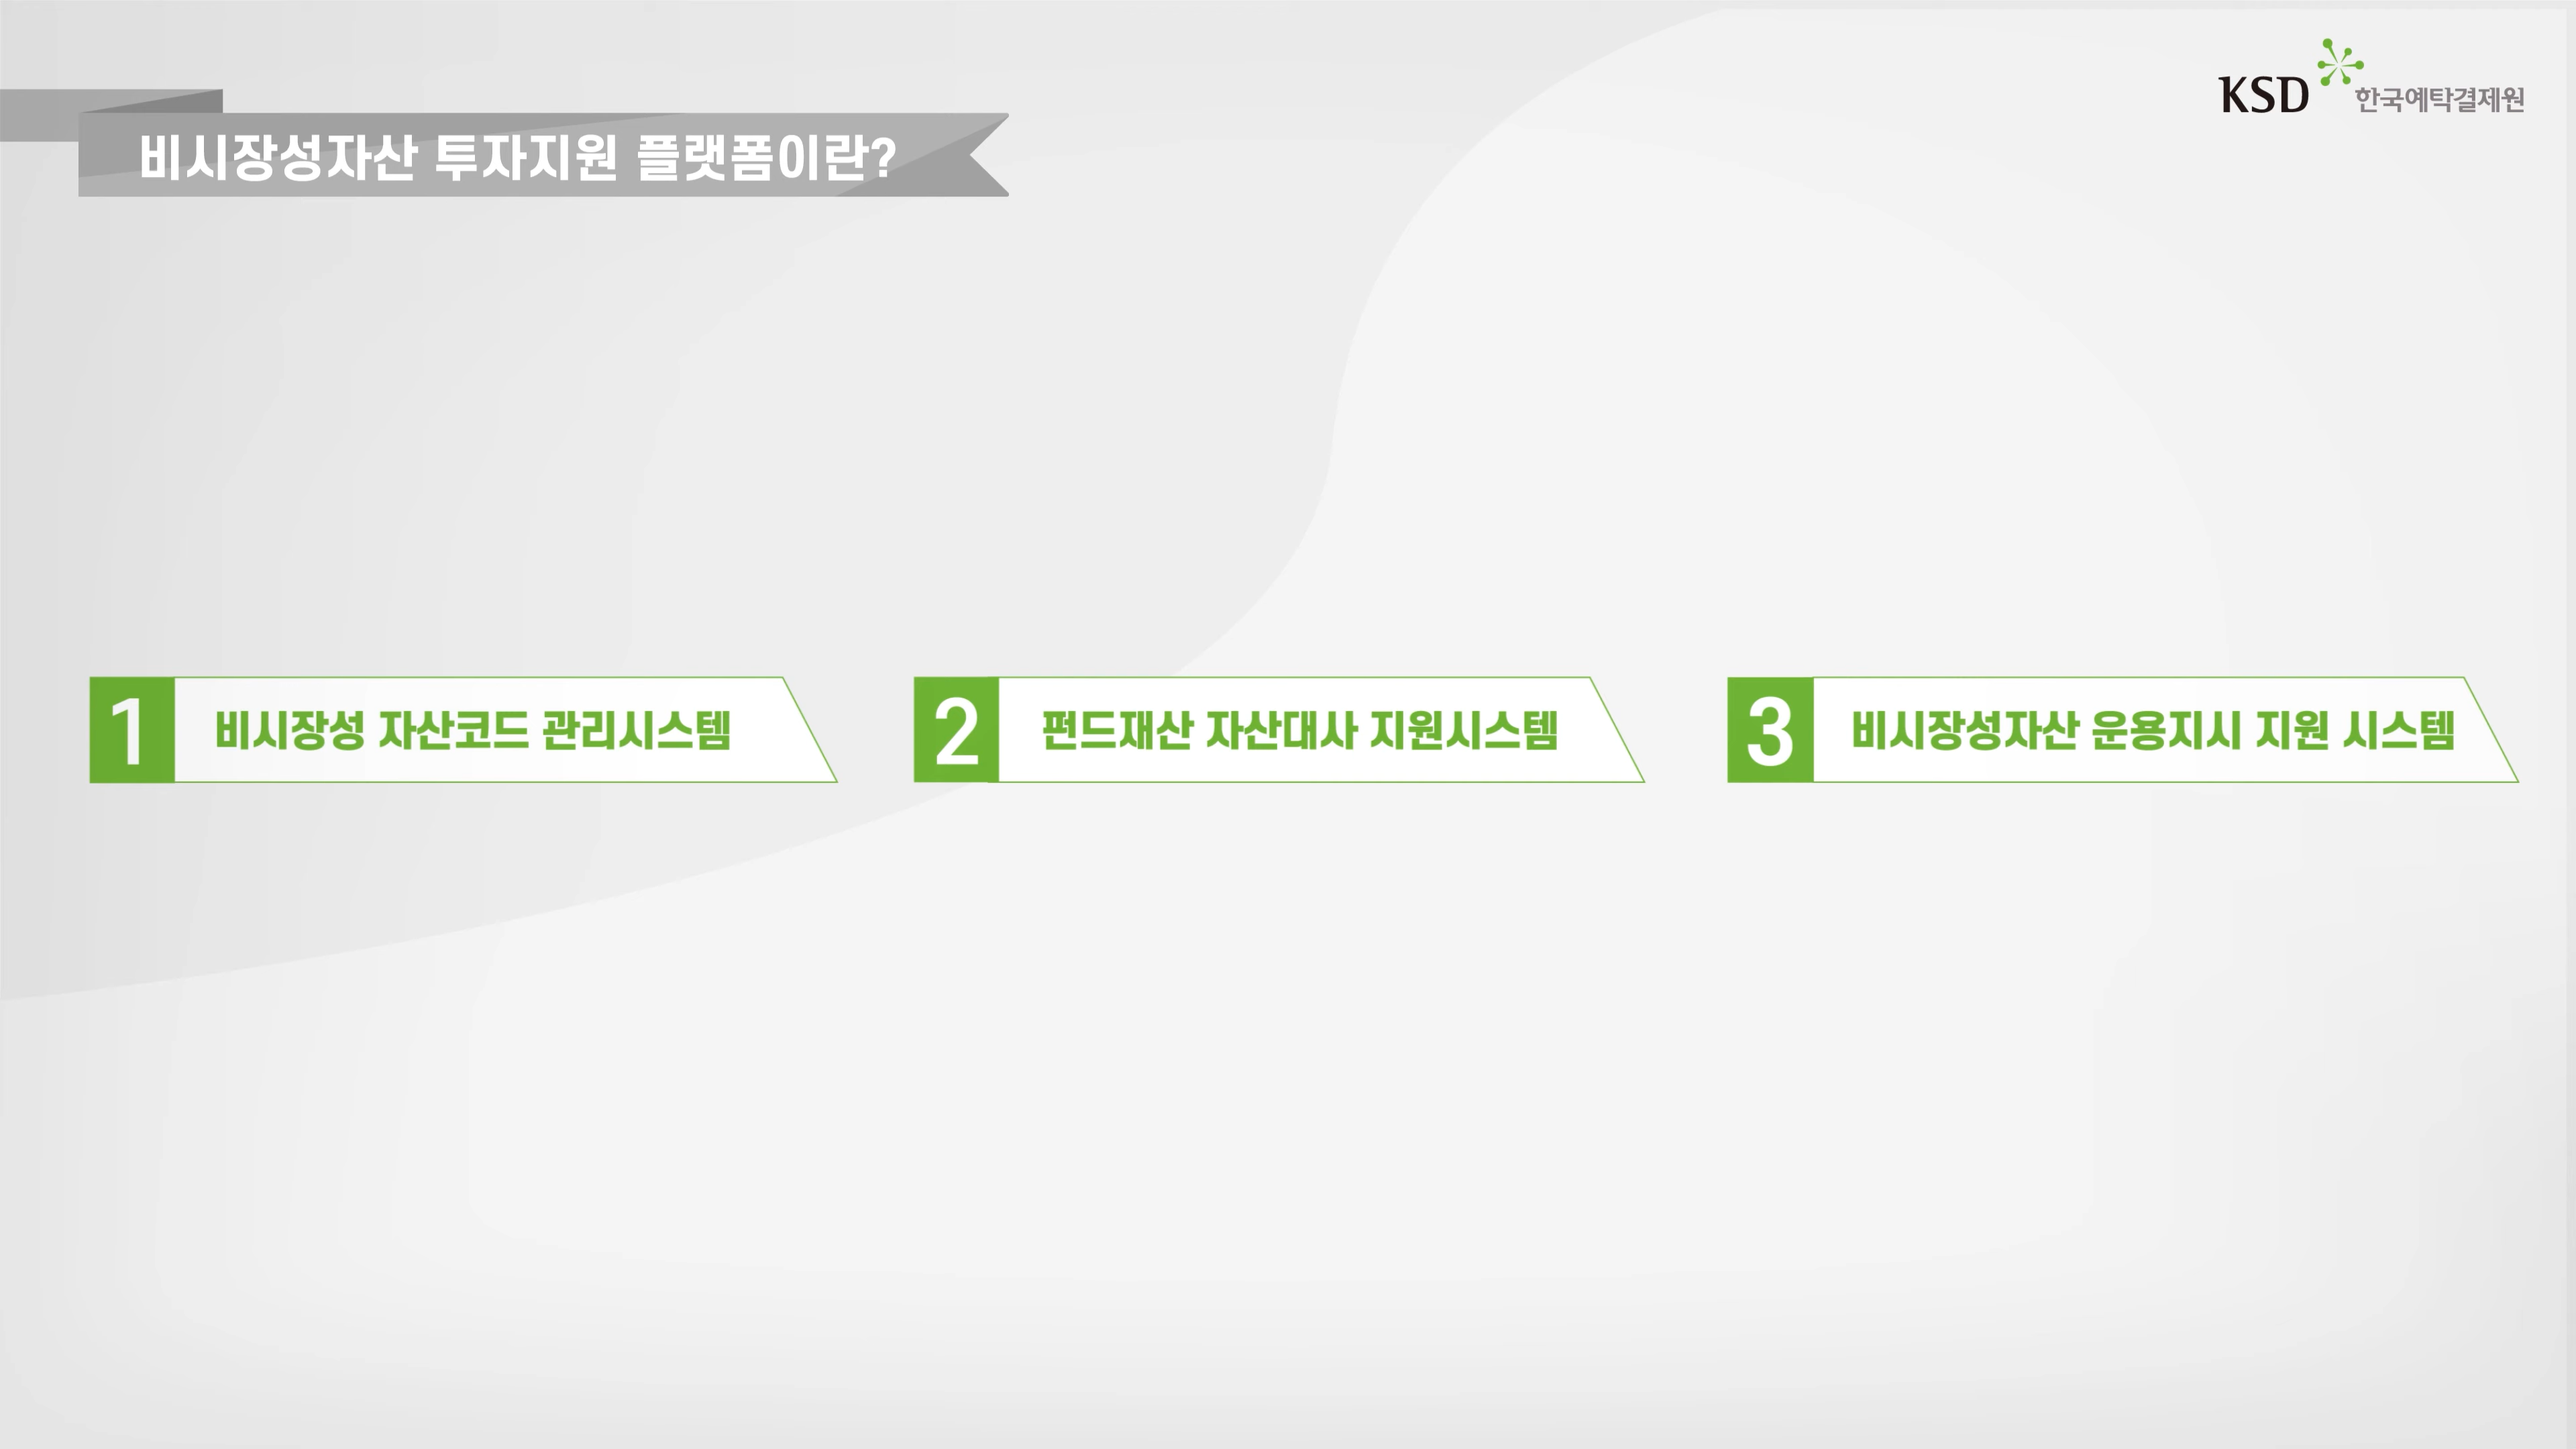 KSD 한국예탁결제원
비시장성자산 투자지원 플랫폼이란?
1 비시장성 자산코드 관리시스템
2 펀드재산 자산대사 지원시스템
3 비시장성자산 운용지시 지원 시스템